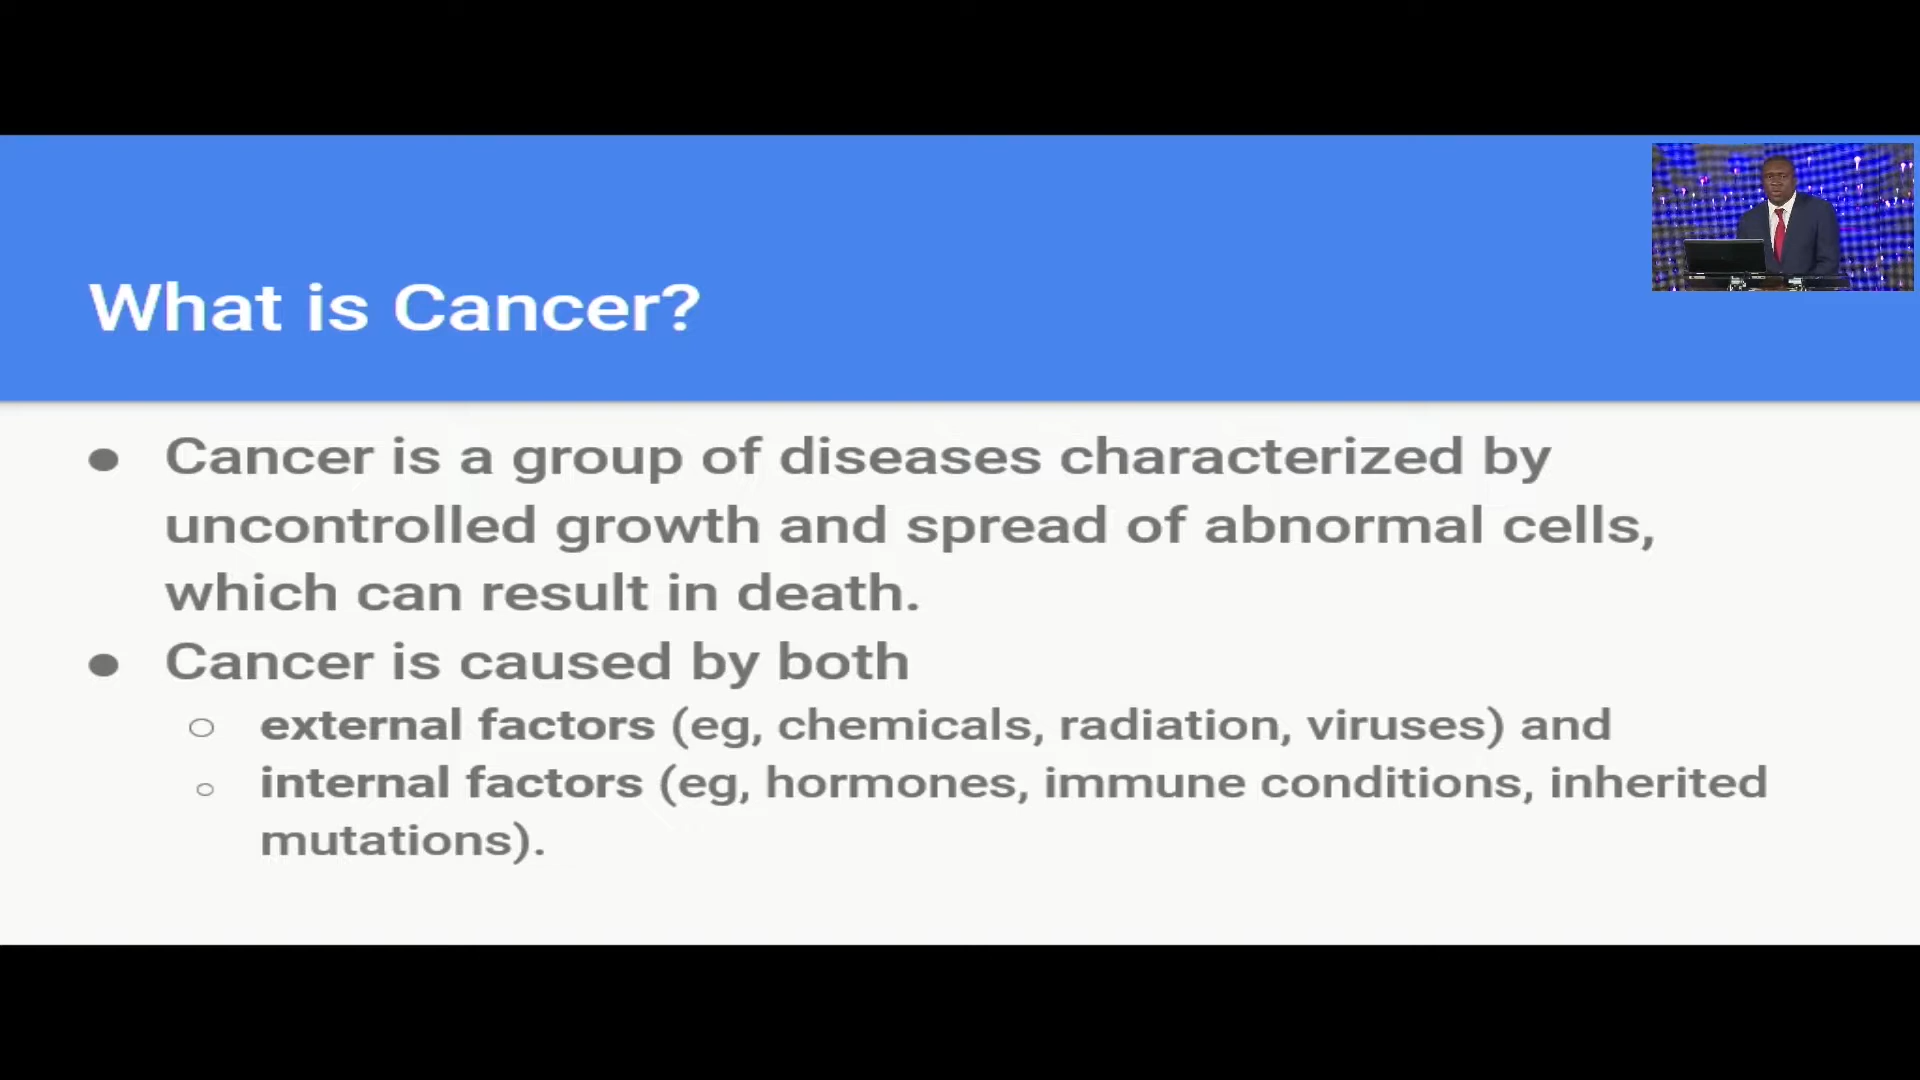 What is Cancer?
● Cancer is a group of diseases characterized by
uncontrolled growth and spread of abnormal cells,
which can result in death.
● Cancer is caused by both
○ external factors (eg, chemicals, radiation, viruses) and
○ internal factors (eg, hormones, immune conditions, inherited
mutations).